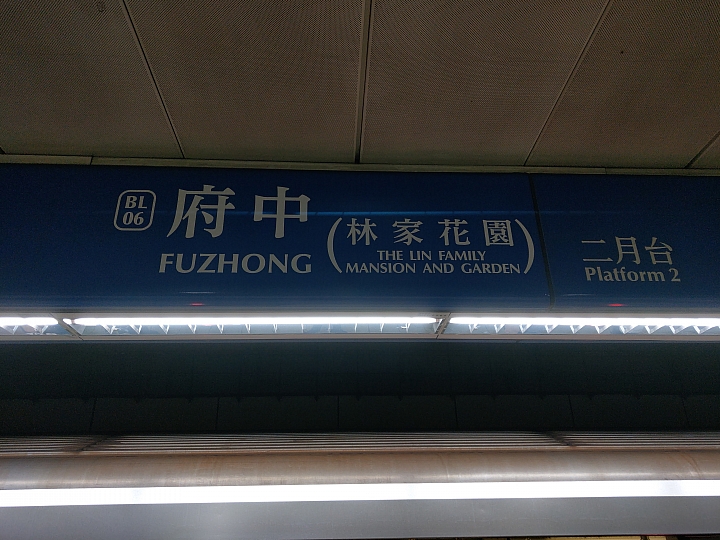 BL
06
府中
FUZHONG
(林家花園
THE LIN FAMILY
MANSION AND GARDEN)
二月台
Platform 2